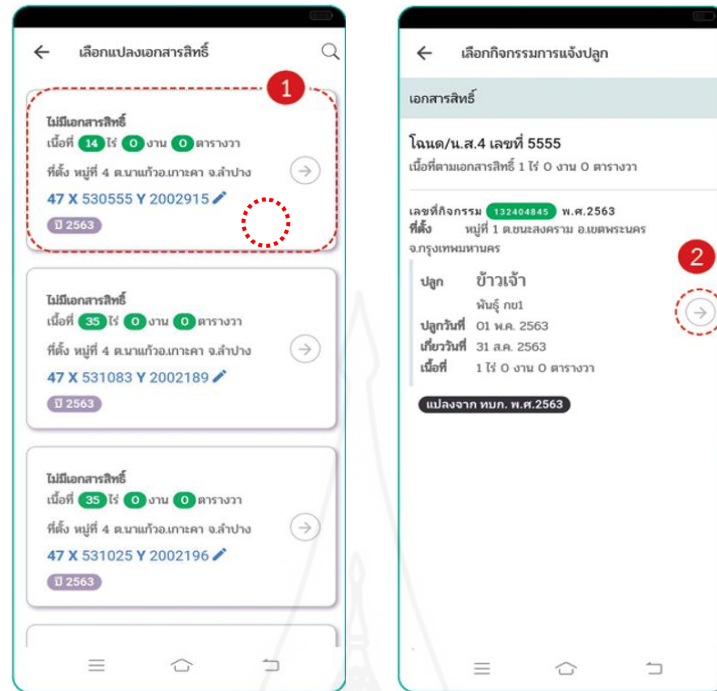 เลือกแปลงเอกสารสิทธิ์
1
ไม่มีเอกสารสิทธิ์
เนื้อที่ 14 ไร่ 0 งาน 0 ตารางวา
ที่ตั้ง หมู่ที่ 4 ต.นาแก้วอ.เกาะคา จ.ลำปาง
47 X 530555 Y 2002915
ปี 2563
ไม่มีเอกสารสิทธิ์
เนื้อที่ 35 ไร่ 0 งาน 0 ตารางวา
ที่ตั้ง หมู่ที่ 4 ต.นาแก้วอ.เกาะคา จ.ลำปาง
47 X 531083 Y 2002189
ปี 2563
ไม่มีเอกสารสิทธิ์
เนื้อที่ 35 ไร่ 0 งาน 0 ตารางวา
ที่ตั้ง หมู่ที่ 4 ต.นาแก้วอ.เกาะคา จ.ลำปาง
47 X 531025 Y 2002196
ปี 2563
เลือกกิจกรรมการแจ้งปลูก
เอกสารสิทธิ์
โฉนด/น.ส.4 เลขที่ 5555
เนื้อที่ตามเอกสารสิทธิ์ 1 ไร่ 0 งาน 0 ตารางวา
เลขที่กิจกรรม 132404845 พ.ศ.2563
ที่ตั้ง หมู่ที่ 1 ต.ชนะสงคราม อ.เขตพระนคร
จ.กรุงเทพมหานคร
2
ปลูก ข้าวเจ้า
พันธุ์ กข1
ปลูกวันที่ 01 พ.ค. 2563
เกี่ยววันที่ 31 ส.ค. 2563
เนื้อที่ 1 ไร่ 0 งาน 0 ตารางวา
แปลงจาก ทบก. พ.ศ.2563